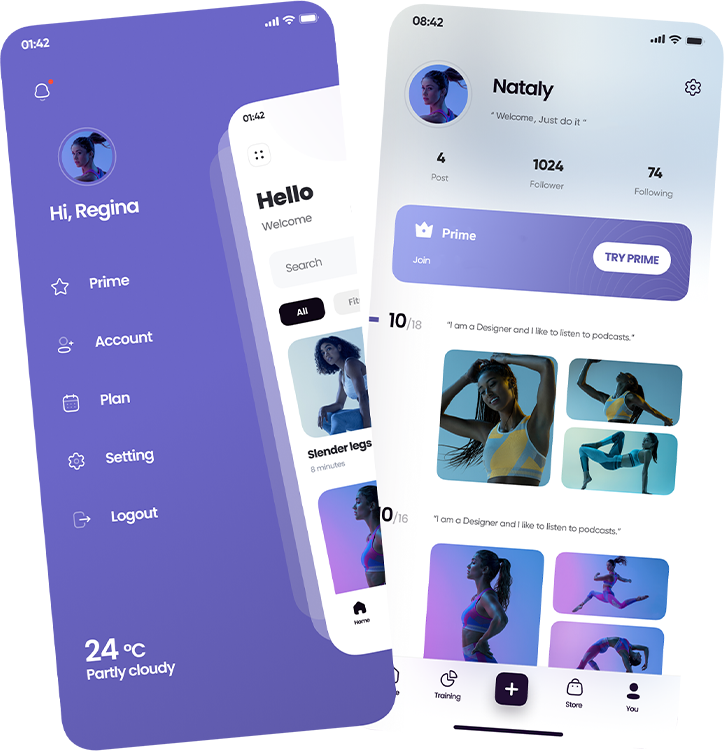 01:42
Hi, Regina
Prime
Account
Plan
Setting
Logout
24 °C
Partly cloudy
01:42
Hello
Welcome
Search
All
Slender legs
8 minutes
Home
08:42
Nataly
“ Welcome, Just do it “
4
Post
1024
Follower
74
Following
Prime
Join
TRY PRIME
10/18
“I am a Designer and I like to listen to podcasts.”
/16
“I am a Designer and I like to listen to podcasts.”
Training
Store
You